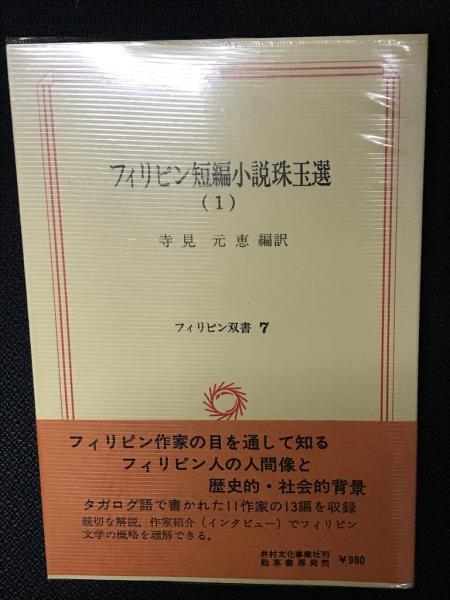 フィリピン短編小説珠玉選
(1)
寺見 元恵編訳
フィリピン双書 7
フィリピン作家の目を通して知る
フィリピン人の人間像と
歴史的・社会的背景
タガログ語で書かれた11作家の13編を収録
親切な解説，作家紹介（インタビュー）でフィリピン
文学の概略を理解できる。
井村文化事業社刊
勁草書房発売 ￥980